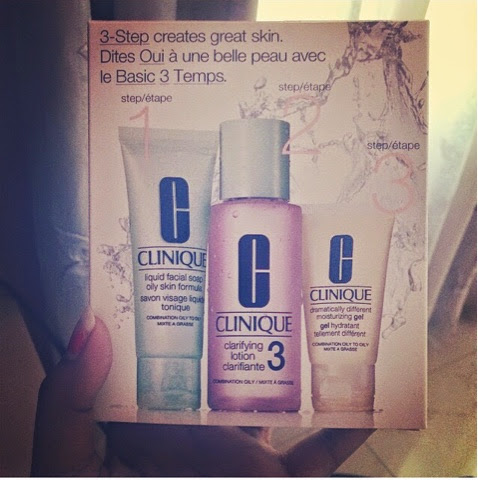 3-Step creates great skin.
Dites Oui à une belle peau avec
le Basic 3 Temps.
step/étape
1
step/étape
2
step/étape
3
C
CLINIQUE
liquid facial soap
oily skin formula
savon visage liquide
tonique
COMBINATION OILY TO OILY
MIXTE A GRASSE
C
CLINIQUE
clarifying
lotion 3
clarifiante
COMBINATION OILY / MIXTE À GRASSE
C
CLINIQUE
dramatically different
moisturizing gel
gel hydratant
tellement différent
COMBINATION OILY TO OILY
MIXTE A GRASSE